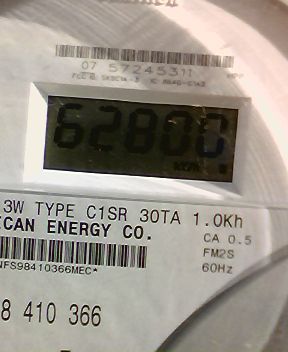 07 57245311
62800
3W TYPE C1SR 30TA 1.0Kh
ICAN ENERGY CO.
CA 0.5
FM2S
60Hz
NFS98410366MEC*
8 410 366